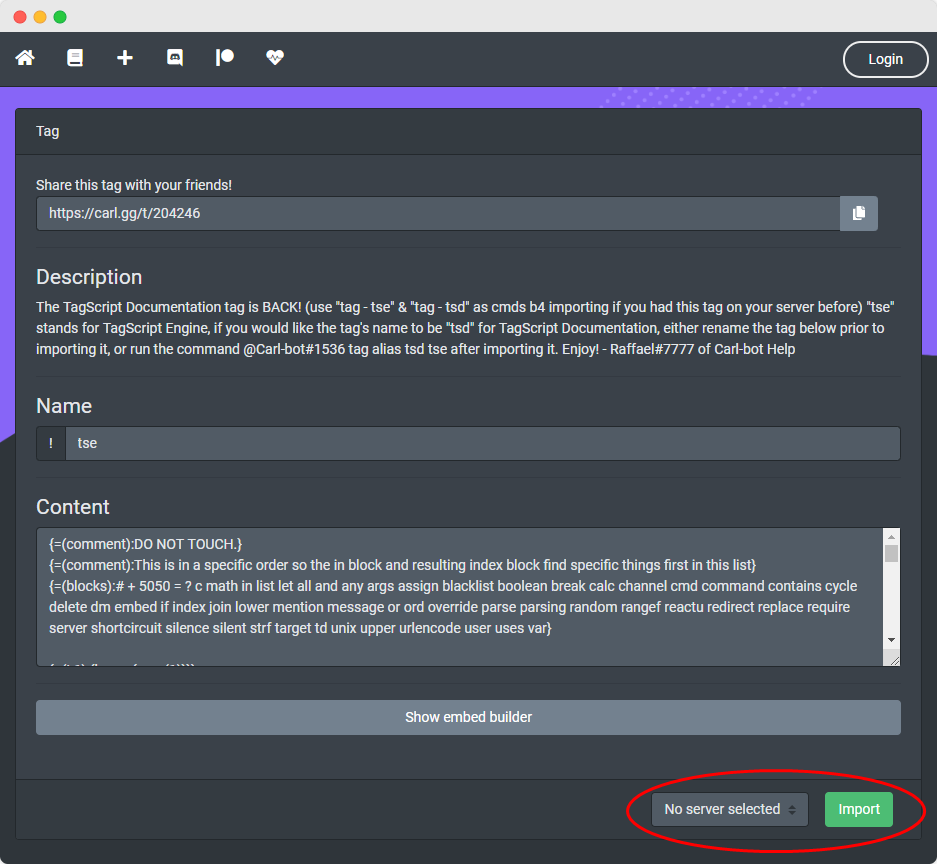 Login
Tag
Share this tag with your friends!
https://carl.gg/t/204246
Description
The TagScript Documentation tag is BACK! (use "tag - tse" & "tag - tsd" as cmds b4 importing if you had this tag on your server before) "tse"
stands for TagScript Engine, if you would like the tag's name to be "tsd" for TagScript Documentation, either rename the tag below prior to
importing it, or run the command @Carl-bot#1536 tag alias tsd tse after importing it. Enjoy! - Raffael#7777 of Carl-bot Help
Name
! tse
Content
{=(comment):DO NOT TOUCH.}
{=(comment):This is in a specific order so the in block and resulting index block find specific things first in this list}
{=(blocks):# + 5050 = ? c math in list let all and any args assign blacklist boolean break calc channel cmd command contains cycle
delete dm embed if index join lower mention message or ord override parse parsing random rangef reactu redirect replace require
server shortcircuit silence silent strf target td unix upper urlencode user uses var}
Show embed builder
No server selected Import